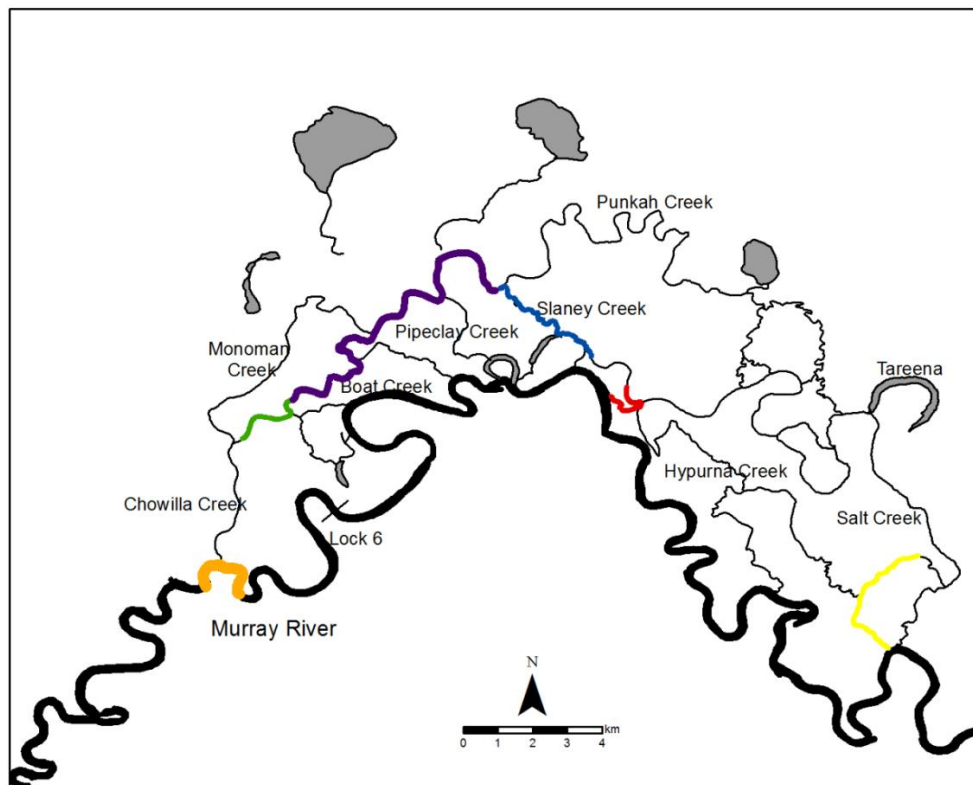 Punkah Creek
Slaney Creek
Pipeclay Creek
Monoman
Creek
Boat Creek
Tareena
Hypurna Creek
Chowilla Creek
Salt Creek
Lock 6
Murray River
N
km
0 1 2 3 4